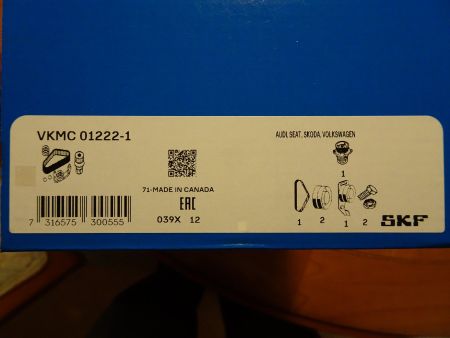 VKMC 01222-1
AUDI, SEAT, SKODA, VOLKSWAGEN
1
71-MADE IN CANADA
EAC
039X 12
7 316575 300555
1 2 1 2
SKF